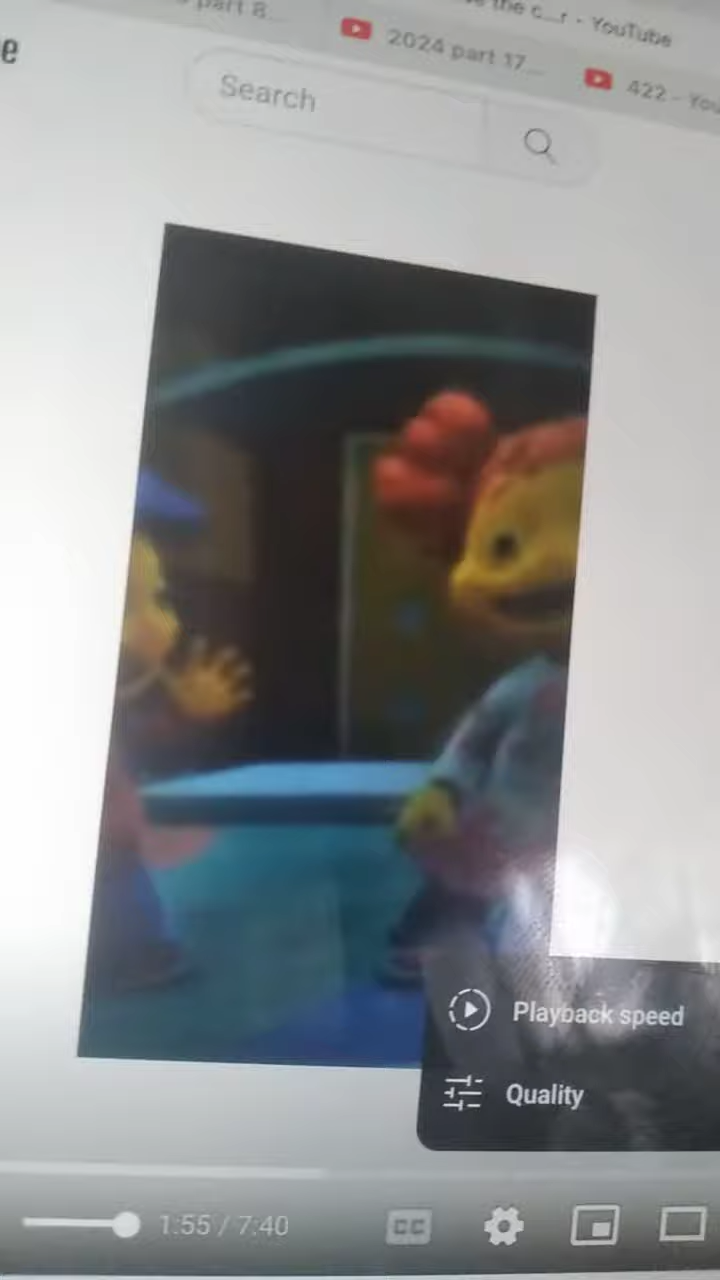 part 8...
the c...r - YouTube
2024 part 17...
422 - You
e
Search
Playback speed
Quality
1:55 / 7:40
CC